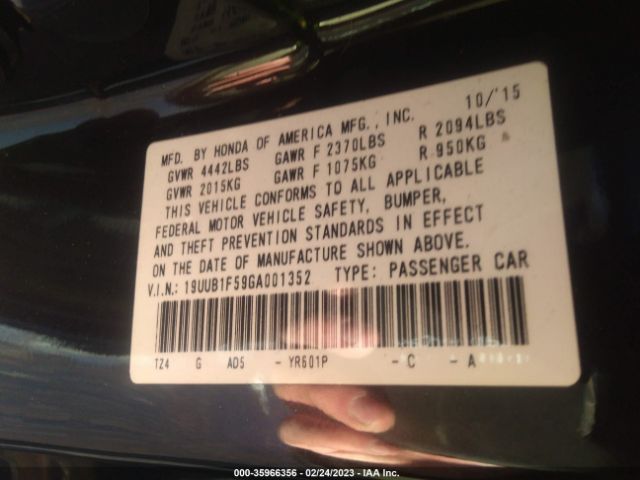 MFD. BY HONDA OF AMERICA MFG., INC. 10/'15
GVWR 4442LBS GAWR F 2370LBS R 2094LBS
GVWR 2015KG GAWR F 1075KG R 950KG
THIS VEHICLE CONFORMS TO ALL APPLICABLE
FEDERAL MOTOR VEHICLE SAFETY, BUMPER,
AND THEFT PREVENTION STANDARDS IN EFFECT
ON THE DATE OF MANUFACTURE SHOWN ABOVE.
V.I.N.: 19UUB1F59GA001352 TYPE: PASSENGER CAR
TZ4 G AD5 - YR601P - C - A
000-35966356 - 02/24/2023 - IAA Inc.